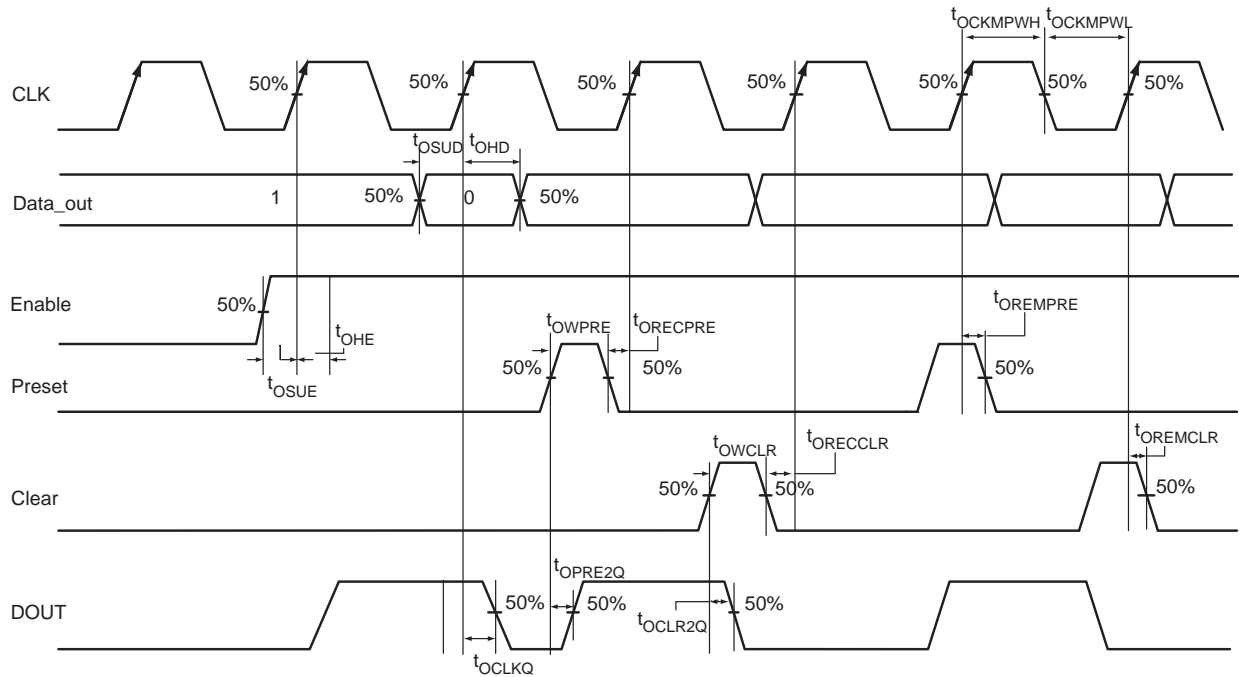 tOCKMPWH tOCKMPWL
CLK 50% 50% 50% 50% 50% 50% 50%
tOSUD tOHD
Data_out 1 50% 0 50%
Enable 50%
tOHE tOWPRE tORECPRE tOREMPRE
tOSUE
Preset 50% 50% 50%
tOWCLR tORECCLR tOREMCLR
Clear 50% 50% 50%
tOPRE2Q
DOUT 50% 50% tOCLR2Q 50%
tOCLKQ